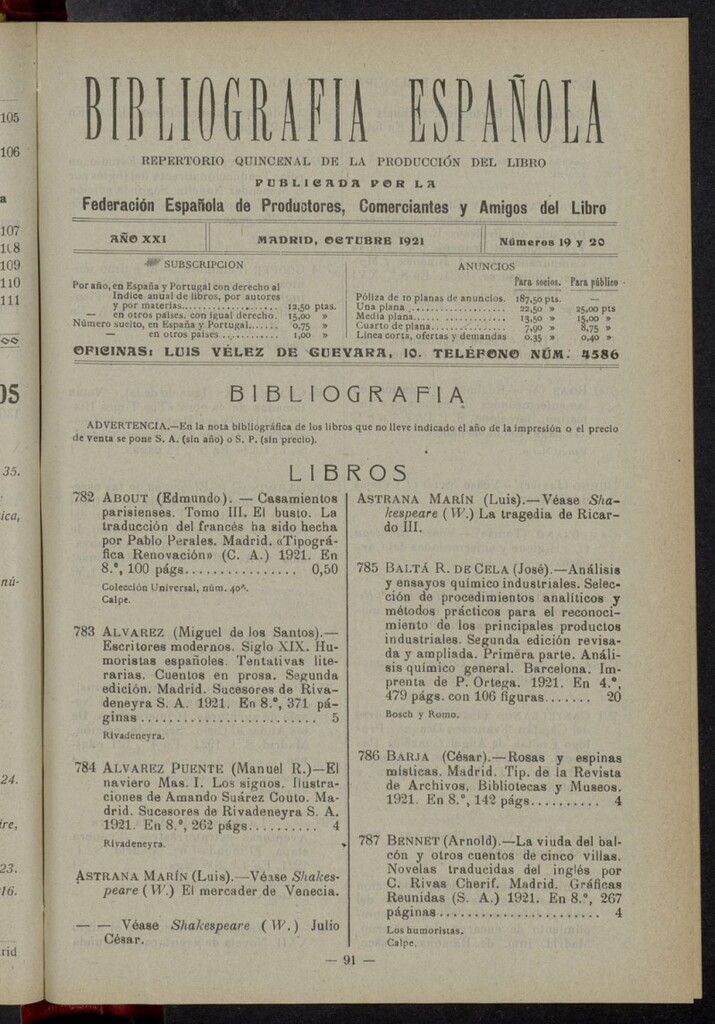 105
106
a
107
108
109
110
111
OS
35.
ica,
nú-
24.
ire,
23.
16.
rid
BIBLIOGRAFIA ESPAÑOLA
REPERTORIO QUINCENAL DE LA PRODUCCIÓN DEL LIBRO
PUBLICADA POR LA
Federación Española de Productores, Comerciantes y Amigos del Libro
AÑO XXI
MADRID, OCTUBRE 1921
Números 19 y 20
SUBSCRIPCION
Por año, en España y Portugal con derecho al
Indice anual de libros, por autores
y por materias.................... 12,50 ptas.
— en otros países. con igual derecho. 15,00 »
Número suelto, en España y Portugal...... 0,75 »
— en otros países............ 1,00 »
ANUNCIOS
Para socios. Para público
Póliza de 10 planas de anuncios. 187,50 pts. —
Una plana..................... 22,50 » 25,00 pts
Media plana................... 13,50 » 15,00 »
Cuarto de plana............... 7,90 » 8,75 »
Línea corta, ofertas y demandas 0,35 » 0,40 »
OFICINAS: LUIS VÉLEZ DE GUEVARA, 10. TELÉFONO NÚM. 4586
BIBLIOGRAFIA
ADVERTENCIA.—En la nota bibliográfica de los libros que no lleve indicado el año de la impresión o el precio
de venta se pone S. A. (sin año) o S. P. (sin precio).
LIBROS
782 ABOUT (Edmundo). — Casamientos
parisienses. Tomo III. El busto. La
traducción del francés ha sido hecha
por Pablo Perales. Madrid. «Tipográ-
fica Renovación» (C. A.) 1921. En
8.º, 100 págs................ 0,50
Colección Universal, núm.
Calpe.
783 ALVAREZ (Miguel de los Santos).—
Escritores modernos. Siglo XIX. Hu-
moristas españoles. Tentativas lite-
rarias. Cuentos en prosa. Segunda
edición. Madrid. Sucesores de Riva-
deneyra S. A. 1921. En 8.º, 371 pá-
ginas........................ 5
Rivadeneyra.
784 ALVAREZ PUENTE (Manuel R.)—El
naviero Mas. I. Los signos. Ilustra-
ciones de Amando Suárez Couto. Ma-
drid. Sucesores de Rivadeneyra S. A.
1921. En 8.º, 262 págs.......... 4
Rivadeneyra.
ASTRANA MARÍN (Luis).—Véase Shakes-
peare (W.) El mercader de Venecia.
— — Véase Shakespeare (W.) Julio
César.
ASTRANA MARÍN (Luis).—Véase Sha-
kespeare (W.) La tragedia de Ricar-
do III.
785 BALTÁ R. DE CELA (José).—Análisis
y ensayos químico industriales. Selec-
ción de procedimientos analíticos y
métodos prácticos para el reconoci-
miento de los principales productos
industriales. Segunda edición revisa-
da y ampliada. Primera parte. Análi-
sis químico general. Barcelona. Im-
prenta de P. Ortega. 1921. En 4.º,
479 págs. con 106 figuras....... 20
Bosch y Romo.
786 BARJA (César).—Rosas y espinas
místicas. Madrid. Tip. de la Revista
de Archivos, Bibliotecas y Museos.
1921. En 8.º, 142 págs.......... 4
787 BENNET (Arnold).—La viuda del bal-
cón y otros cuentos de cinco villas.
Novelas traducidas del inglés por
C. Rivas Cherif. Madrid. Gráficas
Reunidas (S. A.) 1921. En 8.º, 267
páginas....................... 4
Los humoristas.
Calpe.
— 91 —